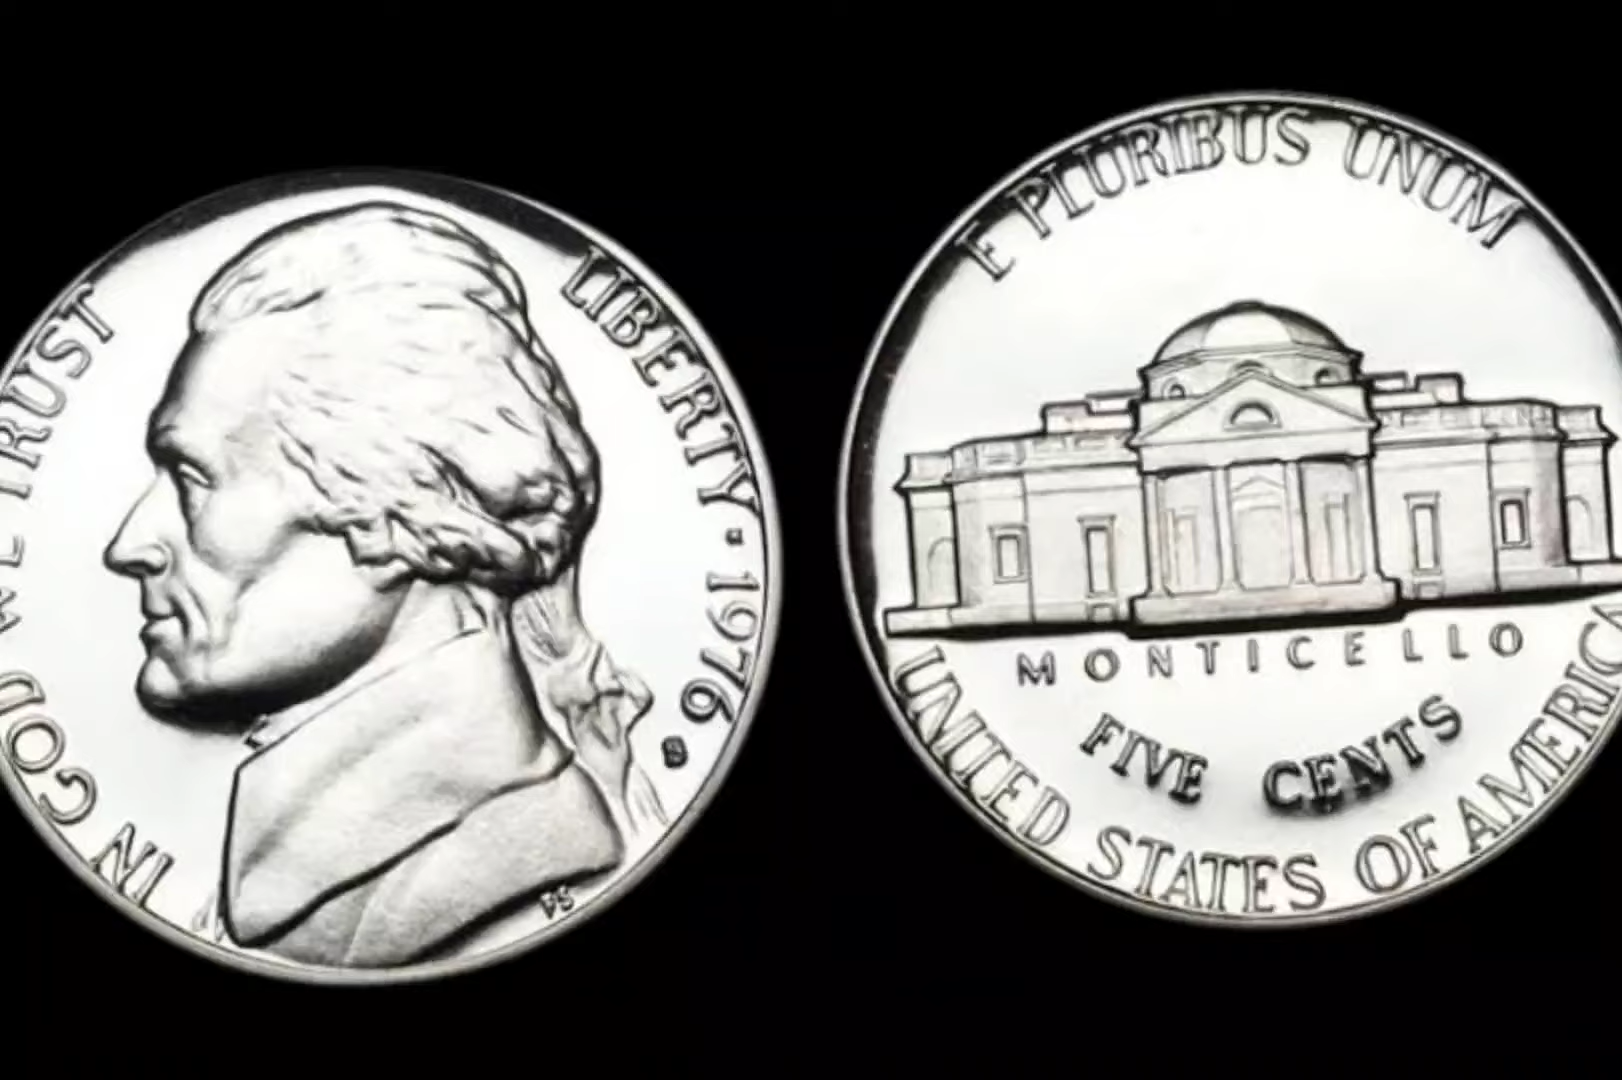 IN GOD WE TRUST
LIBERTY · 1976
S
FS
E PLURIBUS UNUM
MONTICELLO
FIVE CENTS
UNITED STATES OF AMERICA